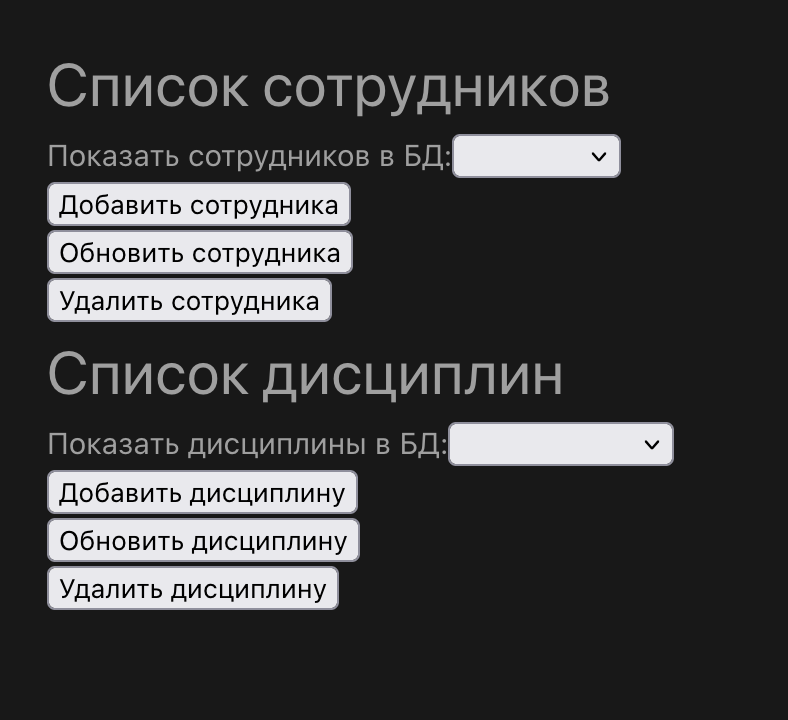 Список сотрудников
Показать сотрудников в БД:
Добавить сотрудника
Обновить сотрудника
Удалить сотрудника
Список дисциплин
Показать дисциплины в БД:
Добавить дисциплину
Обновить дисциплину
Удалить дисциплину